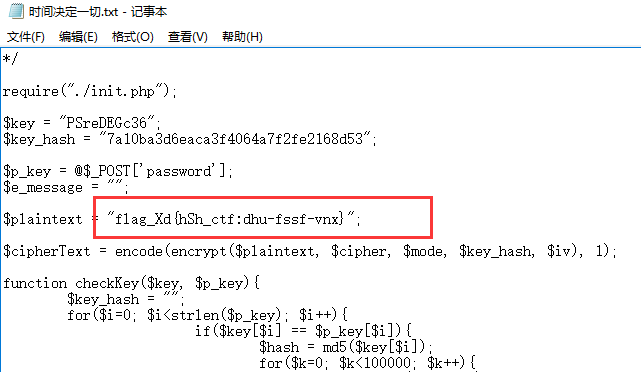 时间决定一切.txt - 记事本
文件(F) 编辑(E) 格式(O) 查看(V) 帮助(H)
*/
require("./init.php");
$key = "PSreDEGc36";
$key_hash = "7a10ba3d6eaca3f4064a7f2fe2168d53";
$p_key = @$_POST['password'];
$e_message = "";
$plaintext = "flag_Xd{hSh_ctf:dhu-fssf-vnx}";
$cipherText = encode(encrypt($plaintext, $cipher, $mode, $key_hash, $iv), 1);
function checkKey($key, $p_key){
$key_hash = "";
for($i=0; $i<strlen($p_key); $i++){
if($key[$i] == $p_key[$i]){
$hash = md5($key[$i]);
for($k=0; $k<100000; $k++){